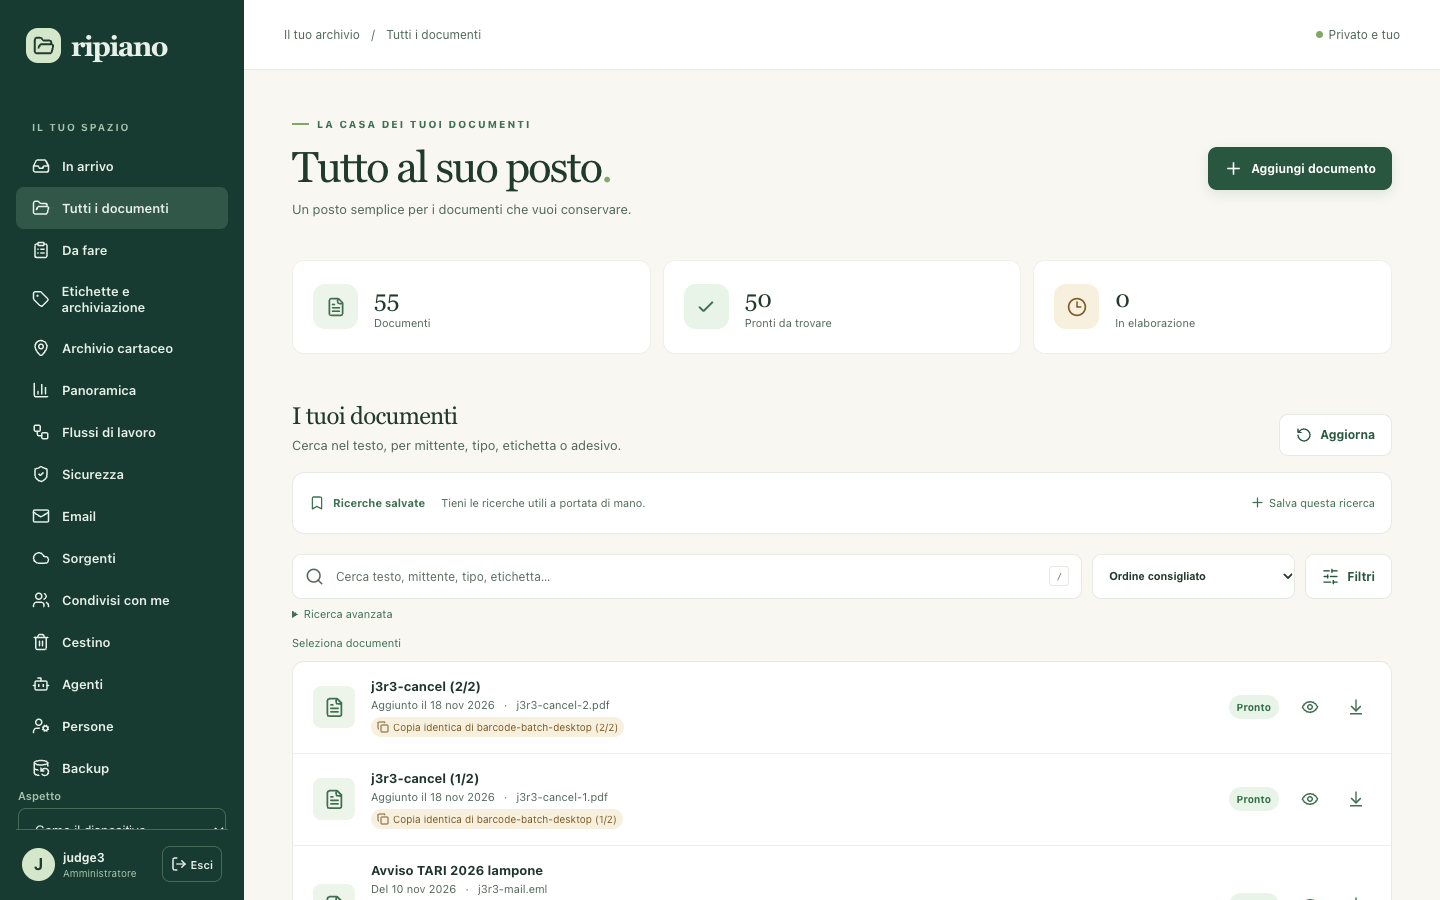 ripiano
IL TUO SPAZIO
In arrivo
Tutti i documenti
Da fare
Etichette e
archiviazione
Archivio cartaceo
Panoramica
Flussi di lavoro
Sicurezza
Email
Sorgenti
Condivisi con me
Cestino
Agenti
Persone
Backup
Aspetto
Come il dispositivo
J
judge3
Amministratore
Esci
Il tuo archivio / Tutti i documenti
Privato e tuo
LA CASA DEI TUOI DOCUMENTI
Tutto al suo posto.
Un posto semplice per i documenti che vuoi conservare.
Aggiungi documento
55
Documenti
50
Pronti da trovare
0
In elaborazione
I tuoi documenti
Cerca nel testo, per mittente, tipo, etichetta o adesivo.
Aggiorna
Ricerche salvate Tieni le ricerche utili a portata di mano.
Salva questa ricerca
Cerca testo, mittente, tipo, etichetta...
/
Ordine consigliato
Filtri
Ricerca avanzata
Seleziona documenti
j3r3-cancel (2/2)
Aggiunto il 18 nov 2026 · j3r3-cancel-2.pdf
Copia identica di barcode-batch-desktop (2/2)
Pronto
j3r3-cancel (1/2)
Aggiunto il 18 nov 2026 · j3r3-cancel-1.pdf
Copia identica di barcode-batch-desktop (1/2)
Pronto
Avviso TARI 2026 lampone
Del 10 nov 2026 · j3r3-mail.eml